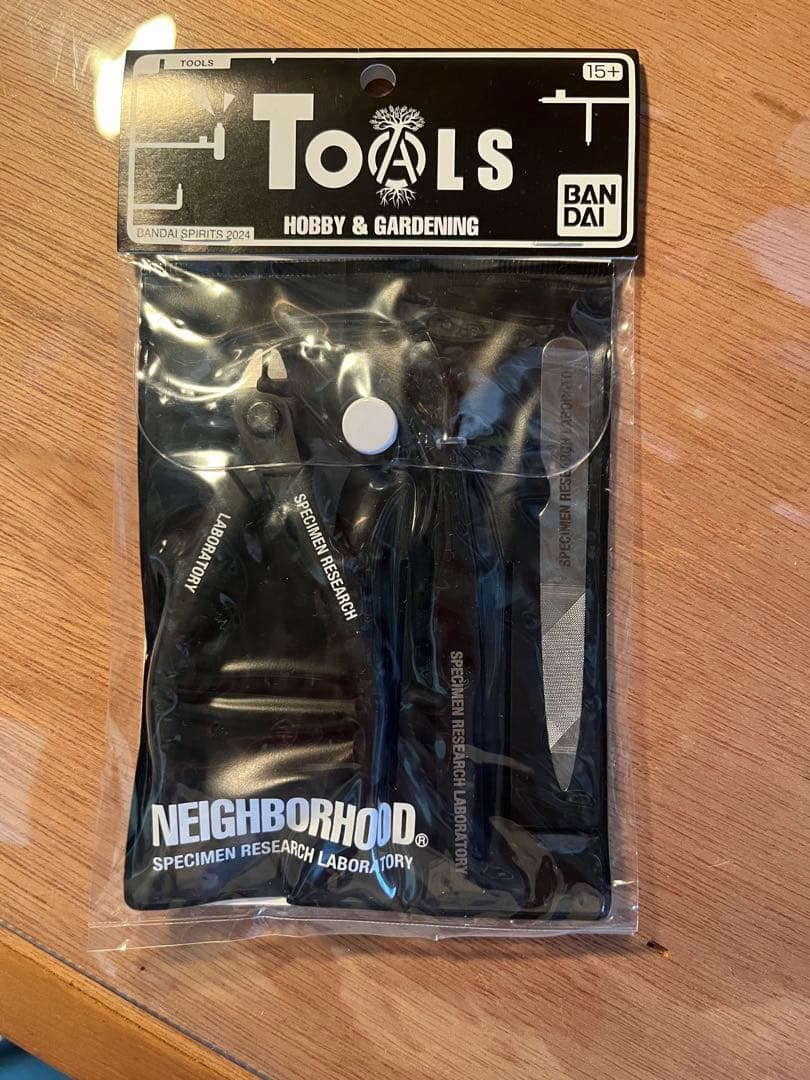 TOOLS
15+
TOALS
BAN
DAI
BANDAI SPIRITS 2024
HOBBY & GARDENING
LABORATORY
SPECIMEN RESEARCH
SPECIMEN RESEARCH LABORATORY
SPECIMEN RESEARCH LABORATO
NEIGHBORHOOD®
SPECIMEN RESEARCH LABORATORY